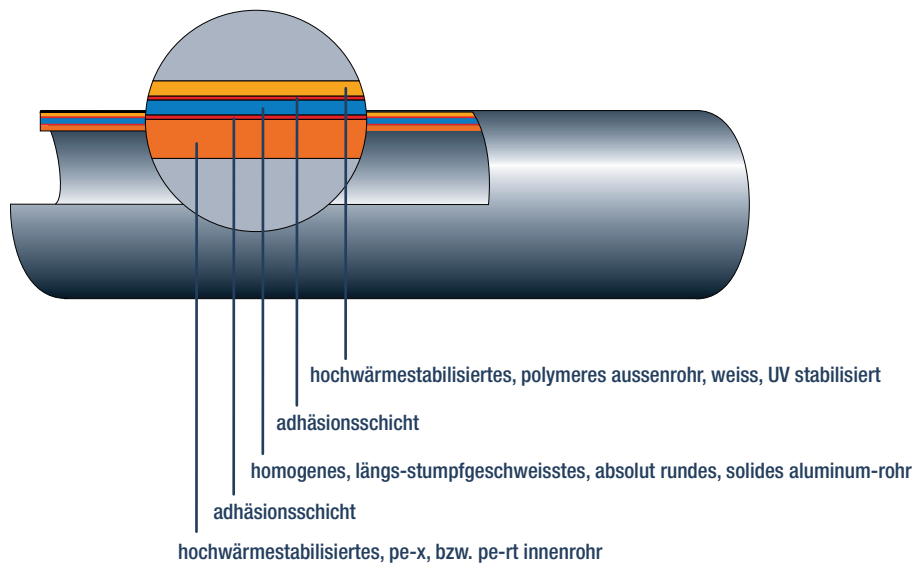 hochwärmestabilisiertes, polymeres aussenrohr, weiss, UV stabilisiert
adhäsionsschicht
homogenes, längs-stumpfgeschweisstes, absolut rundes, solides aluminum-rohr
adhäsionsschicht
hochwärmestabilisiertes, pe-x, bzw. pe-rt innenrohr